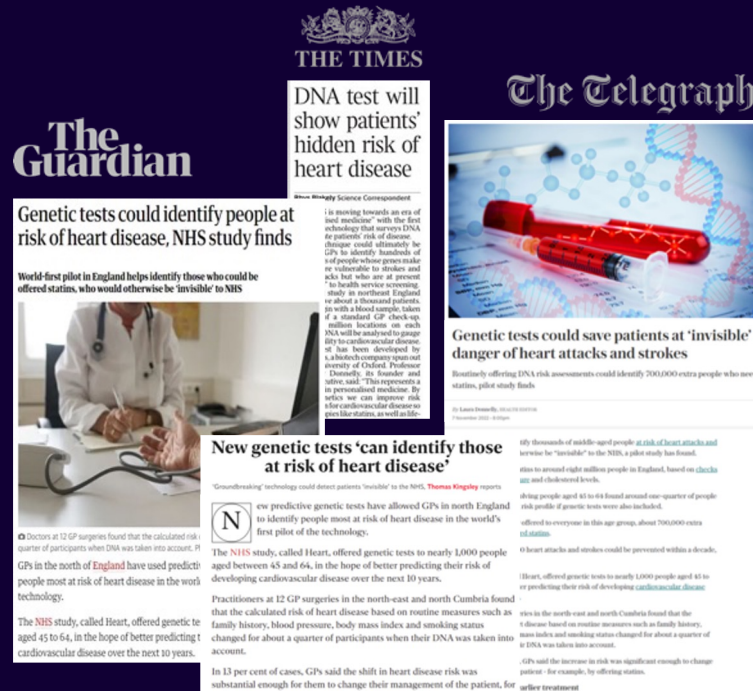 THE TIMES
DNA test will
show patients'
hidden risk of
heart disease
Science Correspondent
is moving towards an era of
ised medicine" with the first
echnology that surveys DNA
te patients' risk of disease.
chnique could ultimately be
GPs to identify hundreds of
s of people whose genes make
re vulnerable to strokes and
acks but who are at present
to health service screening.
study in northeast England
ve about a thousand patients.
in with a blood sample, taken
of a standard GP check-up.
million locations on each
DNA will be analysed to gauge
ility to cardiovascular disease.
est has been developed by
s, a biotech company spun out
niversity of Oxford. Professor
Donnelly, its founder and
utive, said: "This represents a
in personalised medicine. By
netics we can improve risk
s for cardiovascular disease so
gies like statins, as well as life-
The Telegraph
Genetic tests could save patients at 'invisible'
danger of heart attacks and strokes
Routinely offering DNA risk assessments could identify 700,000 extra people who nee
statins, pilot study finds
By Laura Donnelly, HEALTH EDITOR
7 November 2022
The Guardian
Genetic tests could identify people at
risk of heart disease, NHS study finds
World-first pilot in England helps identify those who could be
offered statins, who would otherwise be 'invisible' to NHS
Doctors at 12 GP surgeries found that the calculated risk
quarter of participants when DNA was taken into account.
GPs in the north of England have used predicti
people most at risk of heart disease in the worl
technology.
The NHS study, called Heart, offered genetic te
aged 45 to 64, in the hope of better predicting t
cardiovascular disease over the next 10 years.
New genetic tests 'can identify those
at risk of heart disease'
'Groundbreaking' technology could detect patients 'invisible' to the NHS, Thomas Kingsley reports
New predictive genetic tests have allowed GPs in north England
to identify people most at risk of heart disease in the world's
first pilot of the technology.
The NHS study, called Heart, offered genetic tests to nearly 1,000 people
aged between 45 and 64, in the hope of better predicting their risk of
developing cardiovascular disease over the next 10 years.
Practitioners at 12 GP surgeries in the north-east and north Cumbria found
that the calculated risk of heart disease based on routine measures such as
family history, blood pressure, body mass index and smoking status
changed for about a quarter of participants when their DNA was taken into
account.
In 13 per cent of cases, GPs said the shift in heart disease risk was
substantial enough for them to change their management of the patient, for
tify thousands of middle-aged people at risk of heart attacks and
herwise be "invisible" to the NHS, a pilot study has found.
atins to around eight million people in England, based on checks
and cholesterol levels.
olving people aged 45 to 64 found around one-quarter of people
risk profile if genetic tests were also included.
offered to everyone in this age group, about 700,000 extra
ed statins.
0 heart attacks and strokes could be prevented within a decade,
Heart, offered genetic tests to nearly 1,000 people aged 45 to
er predicting their risk of developing cardiovascular disease
ries in the north-east and north Cumbria found that the
t disease based on routine measures such as family history,
mass index and smoking status changed for about a quarter of
ir DNA was taken into account.
GPs said the increase in risk was significant enough to change
patient - for example, by offering statins.
earlier treatment